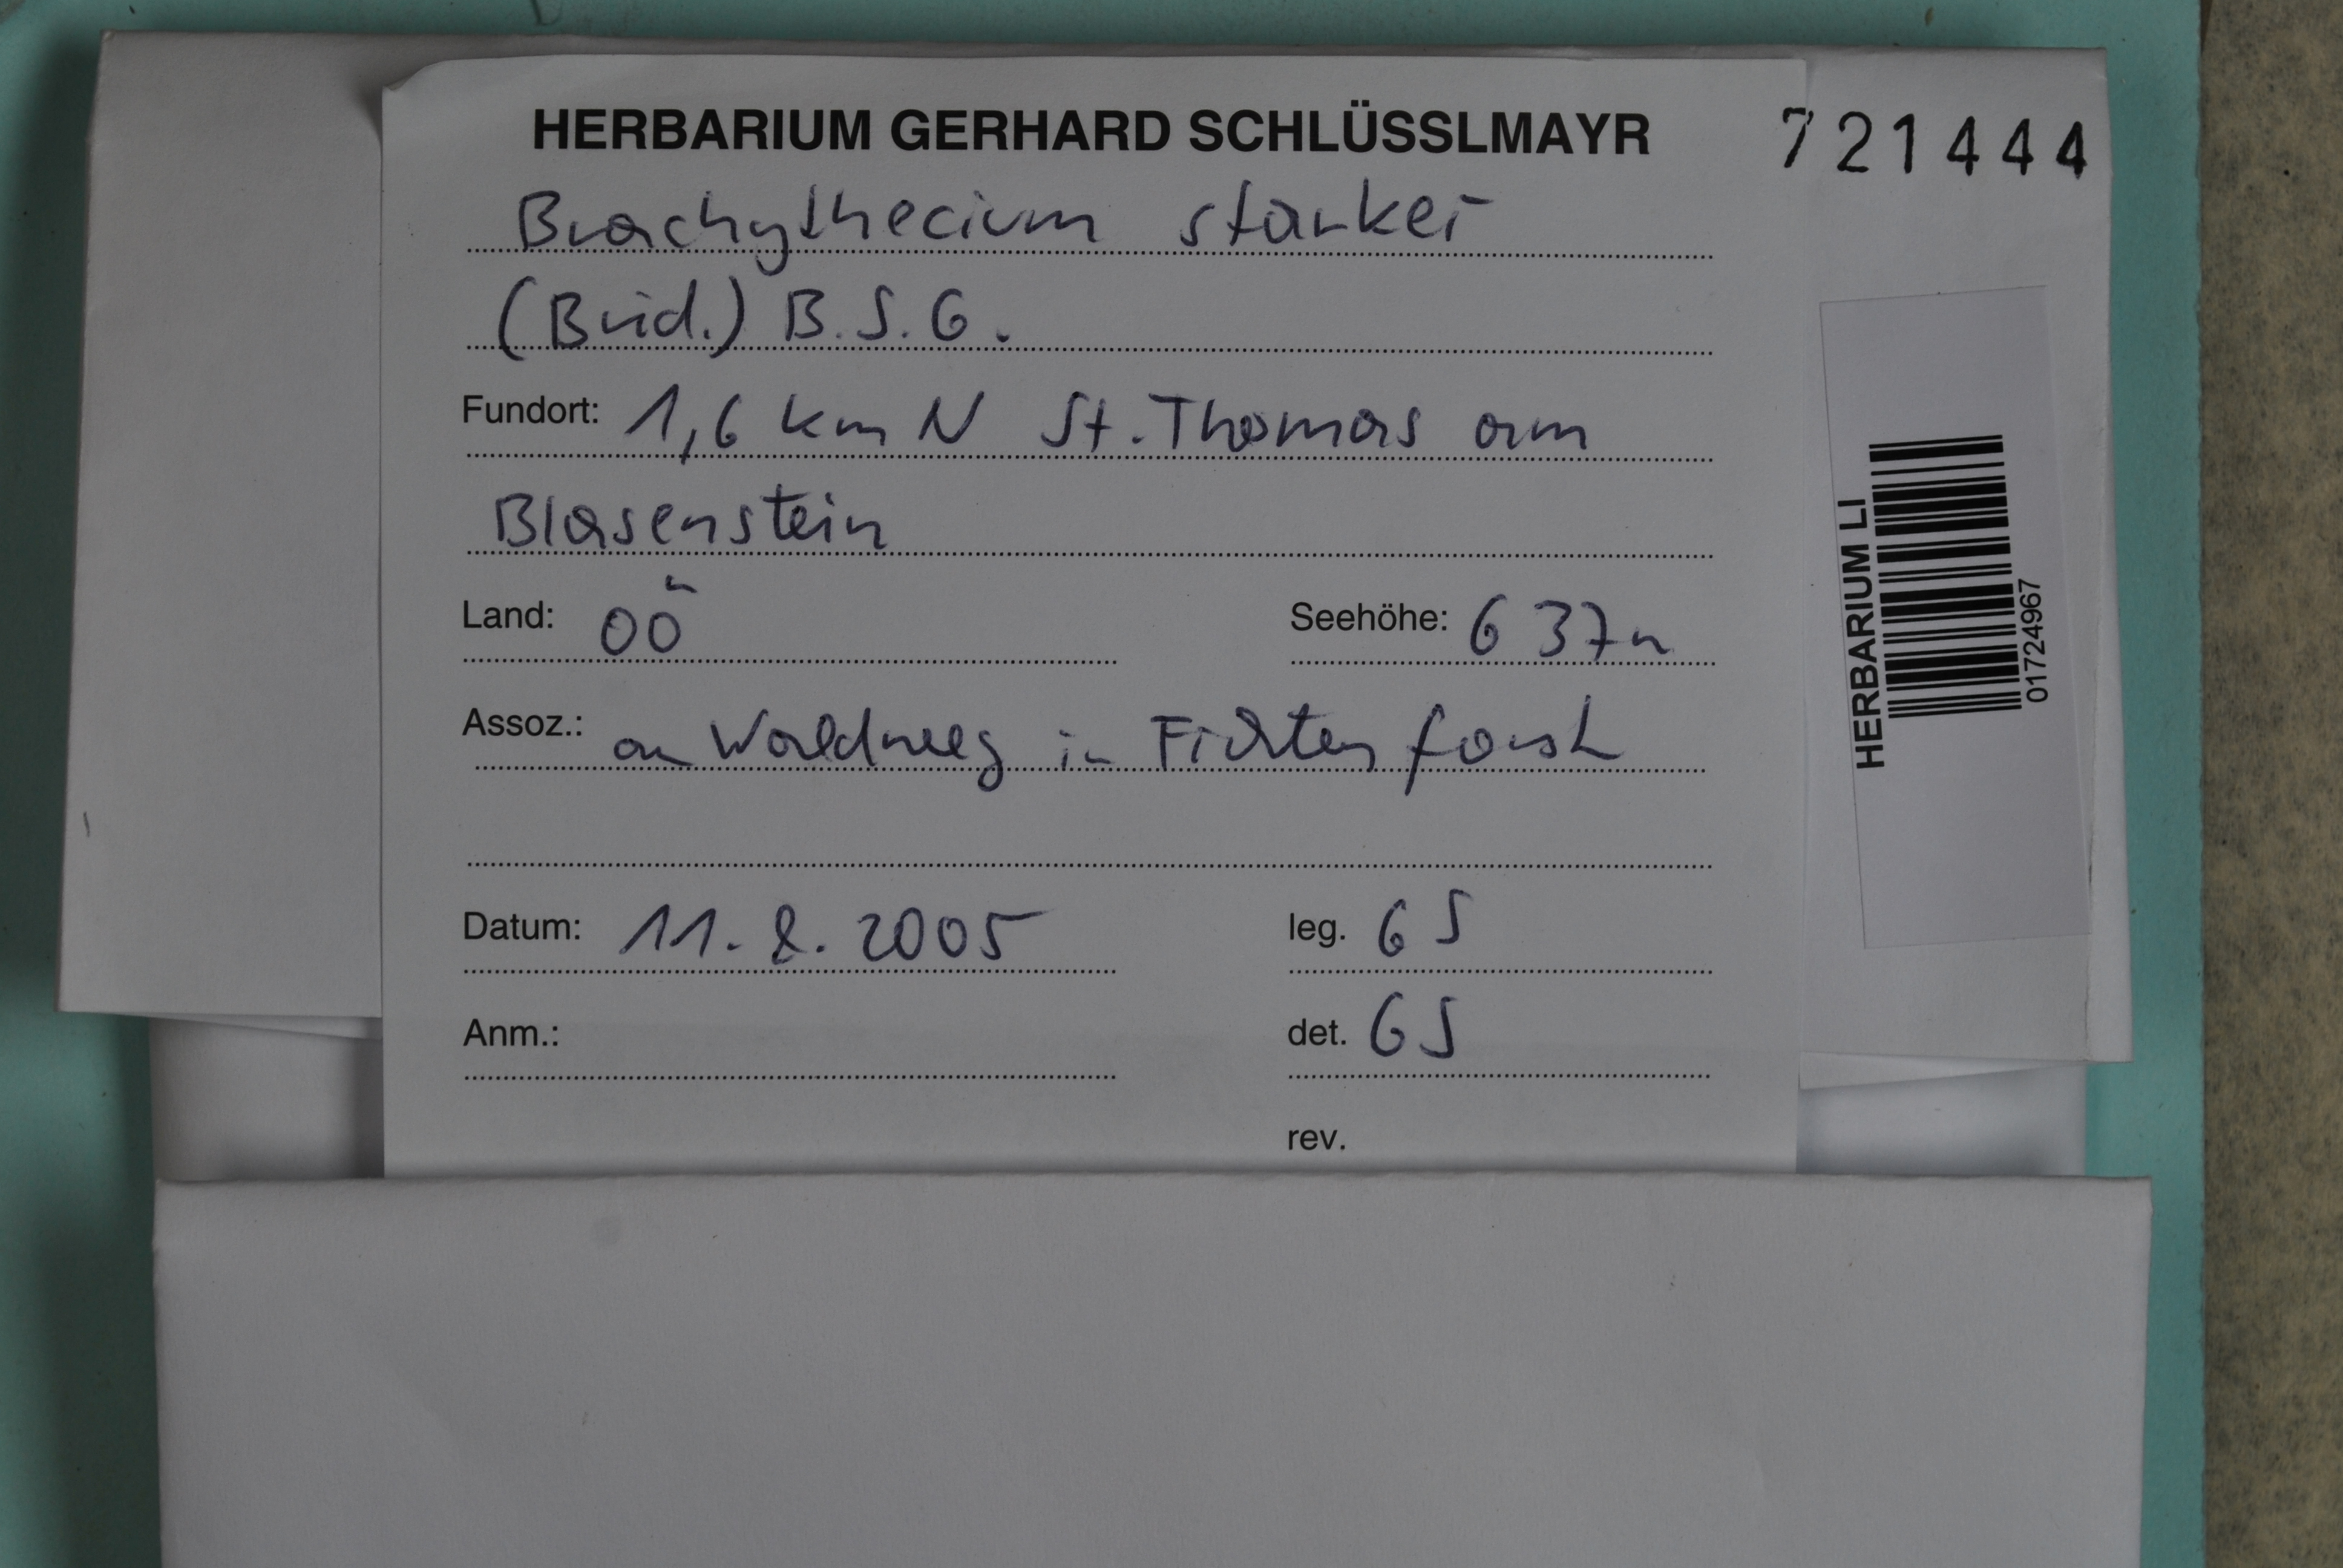 HERBARIUM GERHARD SCHLÜSSLMAYR
721444
Brachythecium starkei
(Brid.) B.S.G.
Fundort: 1,6 km N St. Thomas am
Blasenstein
Land: OÖ
Seehöhe: 637m
Assoz.: an Waldweg in Fichtenforst
Datum: 11.8.2005
leg. GS
Anm.:
det. GS
rev.
HERBARIUM LI
01724967